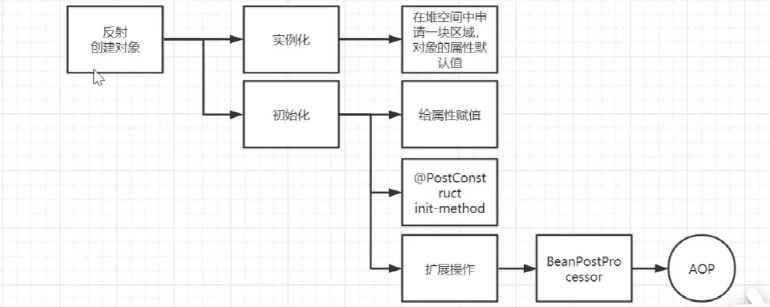 反射
创建对象
实例化
在堆空间中申
请一块区域，
对象的属性默
认值
初始化
给属性赋值
@PostConst
ruct
init-method
扩展操作
BeanPostPro
cessor
AOP